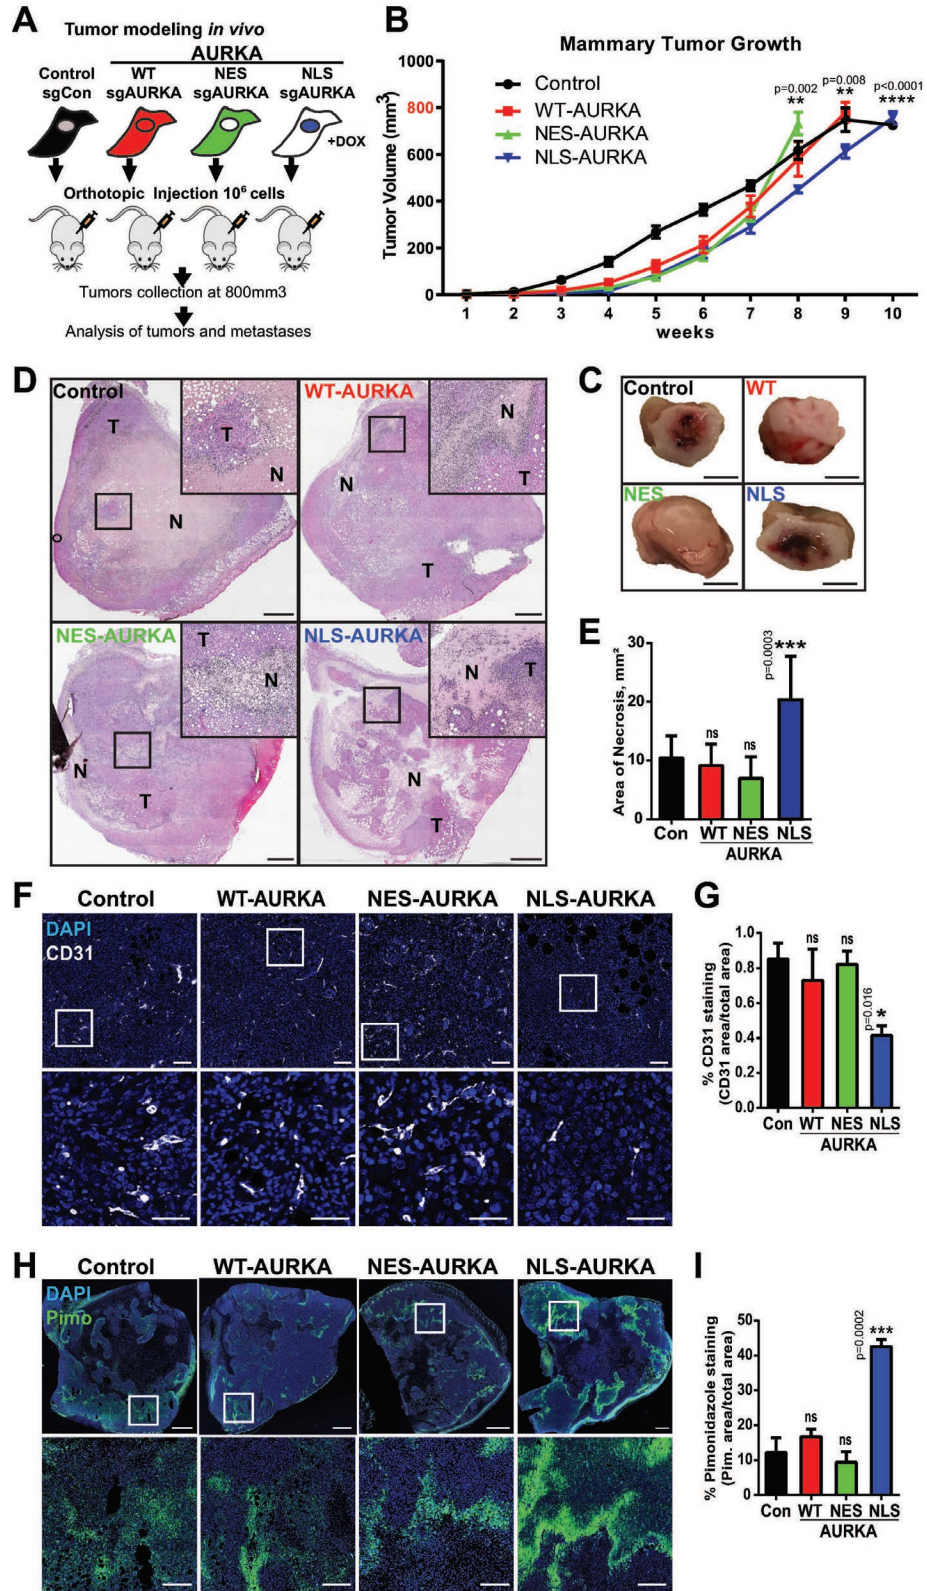 A
Tumor modeling in vivo
AURKA
Control
sgCon
WT
sgAURKA
NES
sgAURKA
NLS
sgAURKA
+DOX
Orthotopic Injection 10⁶ cells
Tumors collection at 800mm3
Analysis of tumors and metastases
B
Mammary Tumor Growth
Tumor Volume (mm³)
1000
800
600
400
200
0
Control
WT-AURKA
NES-AURKA
NLS-AURKA
p=0.002
**
p=0.008
**
p<0.0001
****
1 2 3 4 5 6 7 8 9 10
weeks
D
Control
T
N
T
N
WT-AURKA
N
T
N
T
NES-AURKA
N
T
T
N
NLS-AURKA
N
T
N
T
C
Control
WT
NES
NLS
E
Area of Necrosis, mm²
30
20
10
0
ns
ns
p=0.0003
***
Con WT NES NLS
AURKA
F
Control WT-AURKA NES-AURKA NLS-AURKA
DAPI
CD31
G
% CD31 staining
(CD31 area/total area)
1.0
0.8
0.6
0.4
0.2
0.0
ns
ns
p=0.016
*
Con WT NES NLS
AURKA
H
Control WT-AURKA NES-AURKA NLS-AURKA
DAPI
Pimo
I
% Pimonidazole staining
(Pim. area/total area)
50
40
30
20
10
0
ns
ns
p=0.0002
***
Con WT NES NLS
AURKA